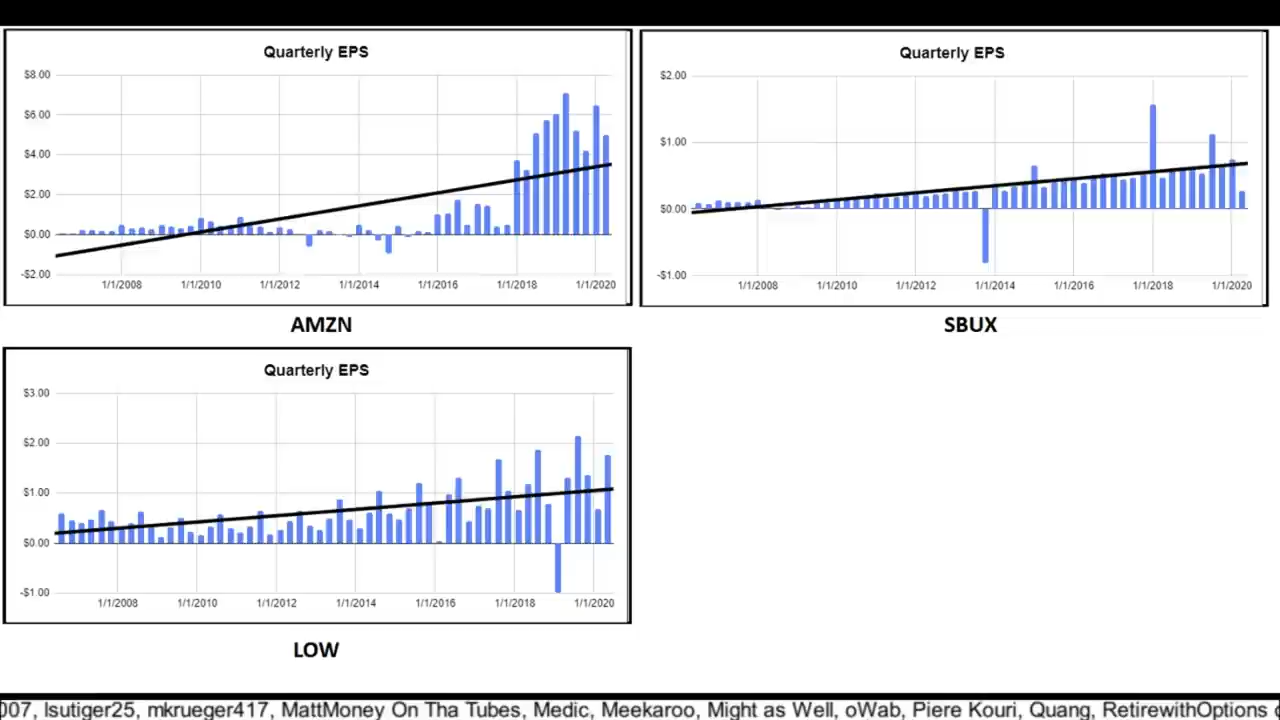 Quarterly EPS
$8.00
$6.00
$4.00
$2.00
$0.00
-$2.00
1/1/2008 1/1/2010 1/1/2012 1/1/2014 1/1/2016 1/1/2018 1/1/2020
AMZN
Quarterly EPS
$2.00
$1.00
$0.00
-$1.00
1/1/2008 1/1/2010 1/1/2012 1/1/2014 1/1/2016 1/1/2018 1/1/2020
SBUX
Quarterly EPS
$3.00
$2.00
$1.00
$0.00
-$1.00
1/1/2008 1/1/2010 1/1/2012 1/1/2014 1/1/2016 1/1/2018 1/1/2020
LOW
007, lsutiger25, mkrueger417, MattMoney On Tha Tubes, Medic, Meekaroo, Might as Well, oWab, Piere Kouri, Quang, RetirewithOptions